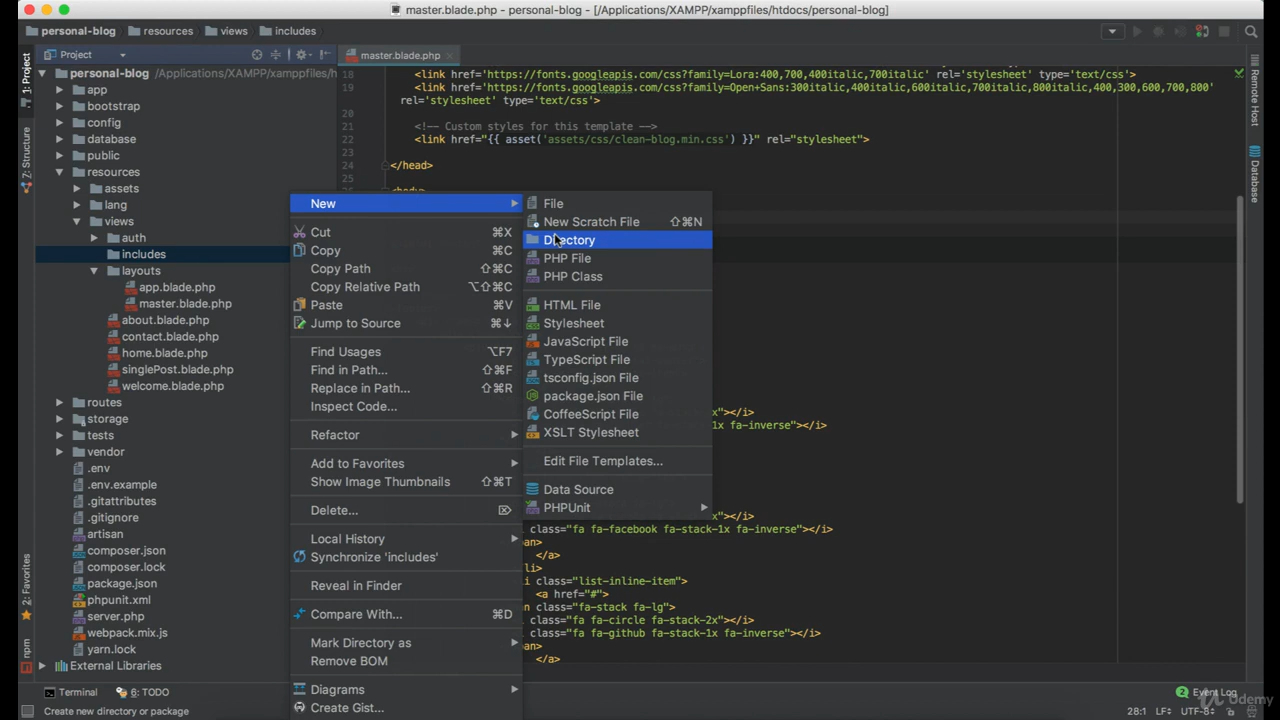 master.blade.php - personal-blog - [/Applications/XAMPP/xamppfiles/htdocs/personal-blog]
personal-blog resources views includes
1: Project
7: Structure
2: Favorites
npm
Project
personal-blog /Applications/XAMPP/xamppfiles/h
app
bootstrap
config
database
public
resources
assets
lang
views
auth
includes
layouts
app.blade.php
master.blade.php
about.blade.php
contact.blade.php
home.blade.php
singlePost.blade.php
welcome.blade.php
routes
storage
tests
vendor
.env
.env.example
.gitattributes
.gitignore
artisan
composer.json
composer.lock
package.json
phpunit.xml
server.php
webpack.mix.js
yarn.lock
External Libraries
master.blade.php
18 <link href='https://fonts.googleapis.com/css?family=Lora:400,700,400italic,700italic' rel='stylesheet' type='text/css'>
19 <link href='https://fonts.googleapis.com/css?family=Open+Sans:300italic,400italic,600italic,700italic,800italic,400,300,600,700,800'
rel='stylesheet' type='text/css'>
20
21 <!-- Custom styles for this template -->
22 <link href="{{ asset('assets/css/clean-blog.min.css') }}" rel="stylesheet">
23
24 </head>
25
<body>
New
Cut ⌘X
Copy ⌘C
Copy Path ⇧⌘C
Copy Relative Path ⌥⇧⌘C
Paste ⌘V
Jump to Source ⌘↓
Find Usages ⌥F7
Find in Path... ⇧⌘F
Replace in Path... ⇧⌘R
Inspect Code...
Refactor
Add to Favorites
Show Image Thumbnails ⇧⌘T
Delete... ⌦
Local History
Synchronize 'includes'
Reveal in Finder
Compare With... ⌘D
Mark Directory as
Remove BOM
Diagrams
Create Gist...
File
New Scratch File ⇧⌘N
Directory
PHP File
PHP Class
HTML File
Stylesheet
JavaScript File
TypeScript File
tsconfig.json File
package.json File
CoffeeScript File
XSLT Stylesheet
Edit File Templates...
Data Source
PHPUnit
x"></i>
1x fa-inverse"></i>
x"></i>
class="fa fa-facebook fa-stack-1x fa-inverse"></i>
an>
</a>
li>
i class="list-inline-item">
<a href="#">
n class="fa-stack fa-lg">
s="fa fa-circle fa-stack-2x"></i>
class="fa fa-github fa-stack-1x fa-inverse"></i>
pan>
</a>
Remote Host
Database
Terminal 6: TODO
2 Event Log
Create new directory or package
28:1 LF÷ UTF-8÷
Udemy